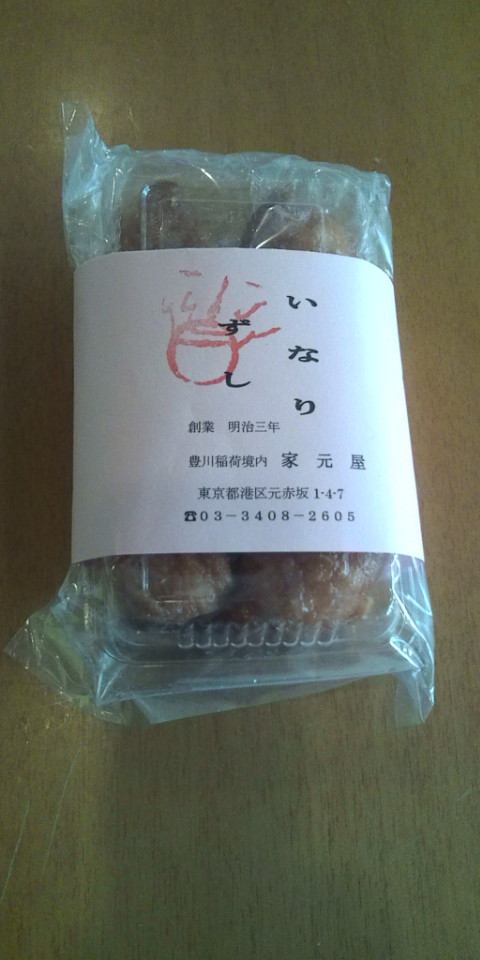 いなり
ずし
創業　明治三年
豊川稲荷境内　家元屋
東京都港区元赤坂1-4-7
☎03－3408－2605